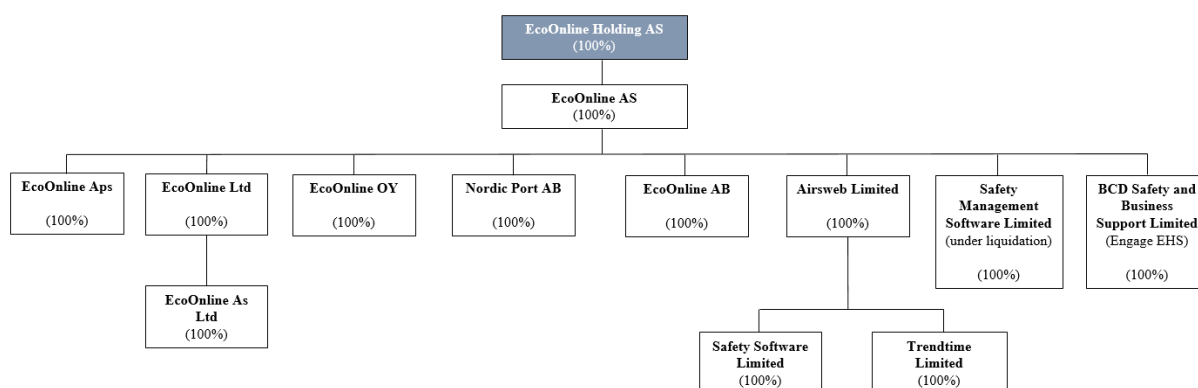 EcoOnline Holding AS
(100%)
EcoOnline AS
(100%)
EcoOnline Aps
(100%)
EcoOnline Ltd
(100%)
EcoOnline OY
(100%)
Nordic Port AB
(100%)
EcoOnline AB
(100%)
Airsweb Limited
(100%)
Safety
Management
Software Limited
(under liquidation)
(100%)
BCD Safety and
Business
Support Limited
(Engage EHS)
(100%)
EcoOnline As
Ltd
(100%)
Safety Software
Limited
(100%)
Trendtime
Limited
(100%)